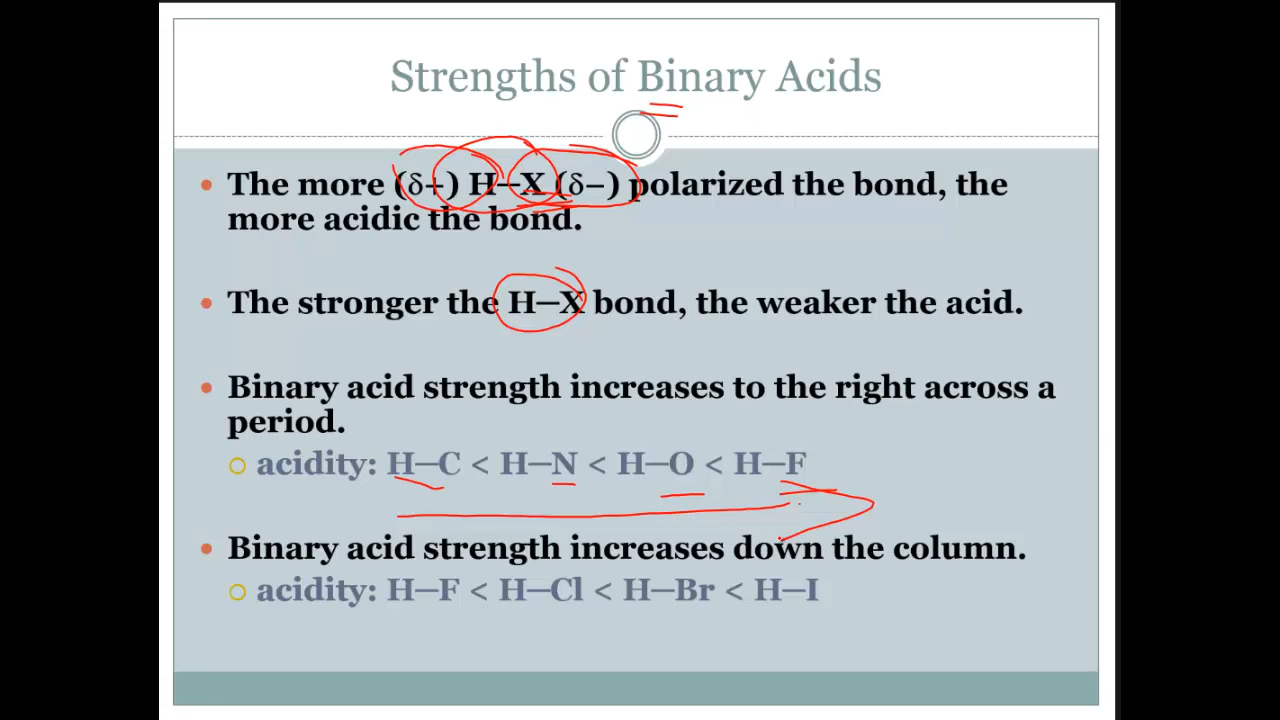 Strengths of Binary Acids
The more (δ+) H─X (δ−) polarized the bond, the
more acidic the bond.
The stronger the H─X bond, the weaker the acid.
Binary acid strength increases to the right across a
period.
acidity: H─C < H─N < H─O < H─F
Binary acid strength increases down the column.
acidity: H─F < H─Cl < H─Br < H─I